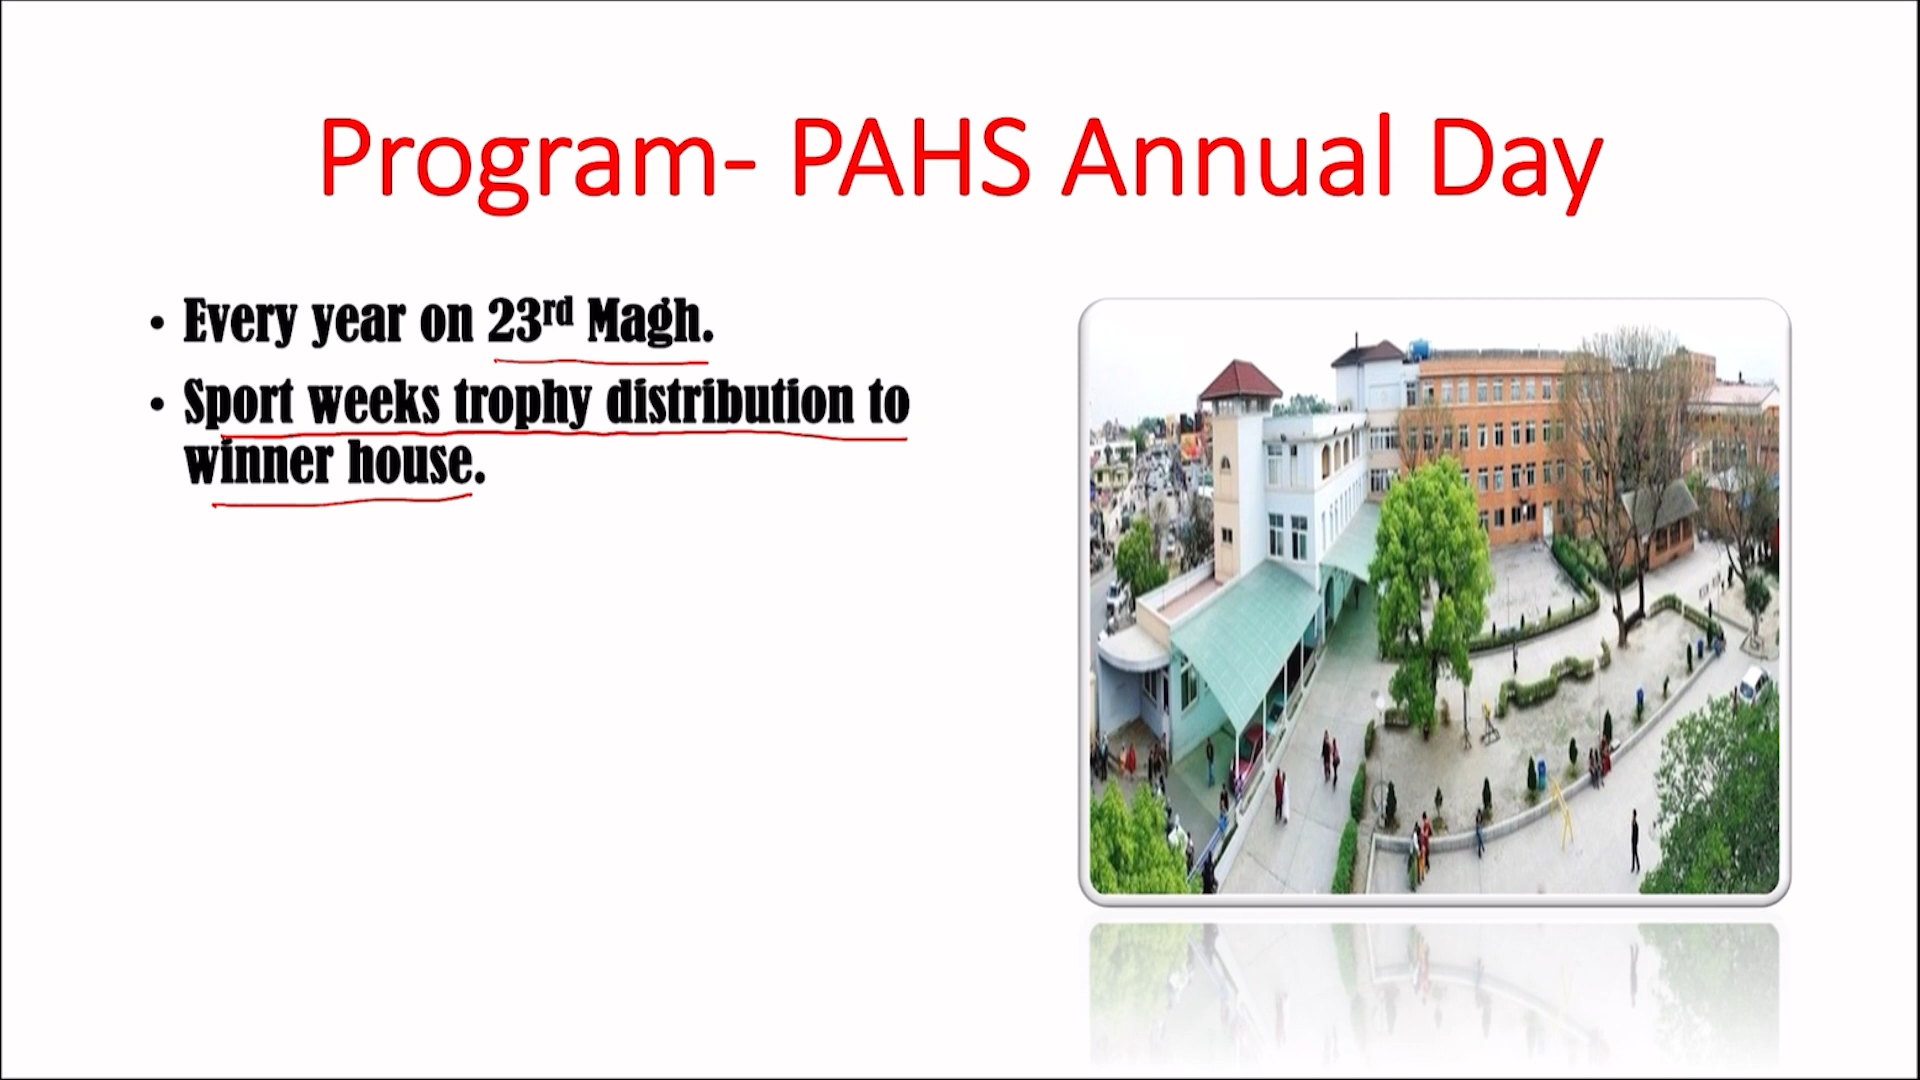 Program- PAHS Annual Day
• Every year on 23rd Magh.
• Sport weeks trophy distribution to
winner house.